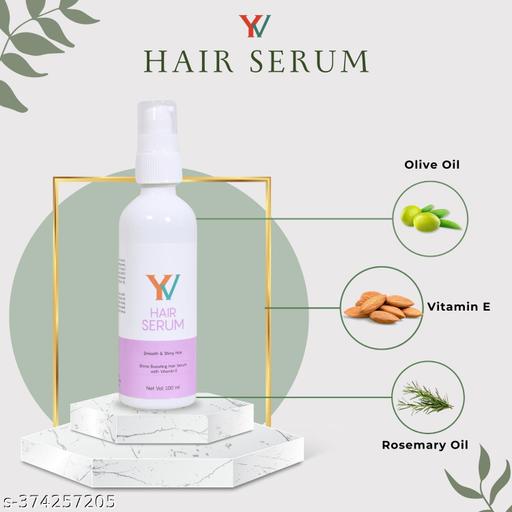 YV
HAIR SERUM
Olive Oil
Vitamin E
Rosemary Oil
YV
HAIR
SERUM
Smooth & Shiny Hair
Shine Boosting Hair Serum
with Vitamin E
Net Vol: 100 ml
s-374257205